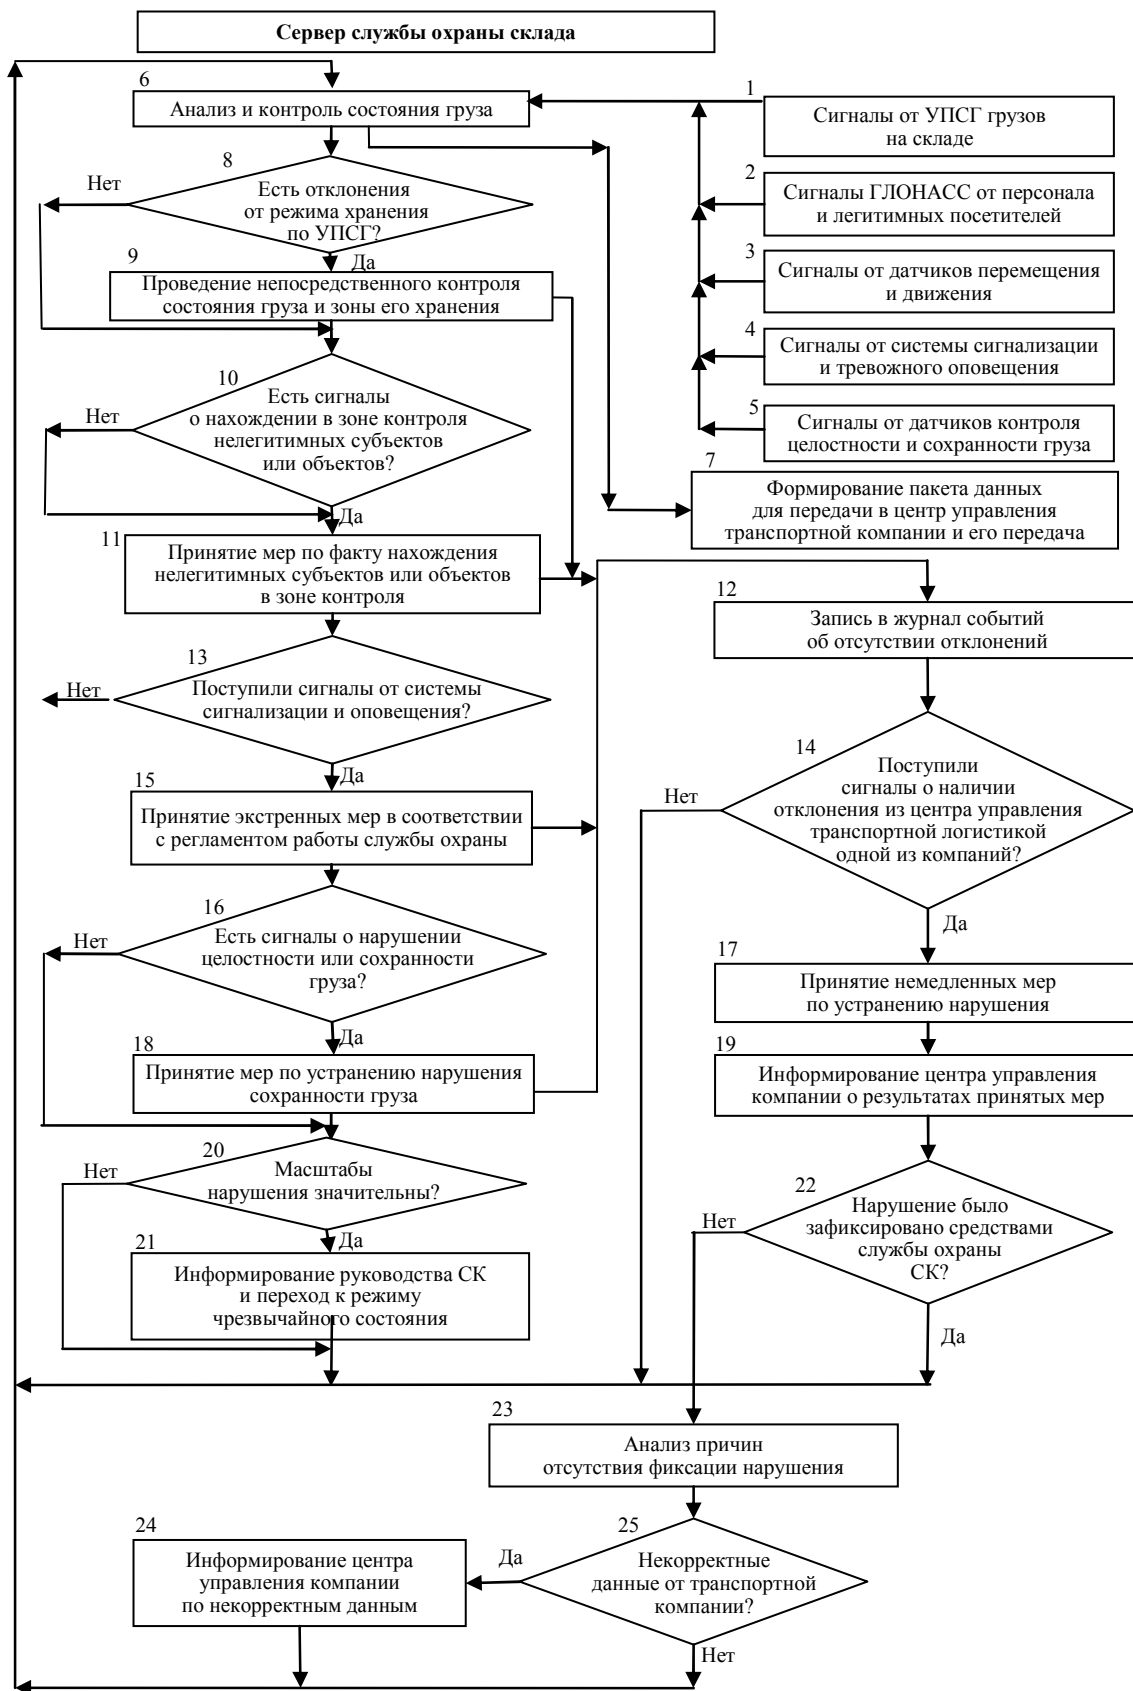 Сервер службы охраны склада
6
Анализ и контроль состояния груза
1
Сигналы от УПСГ грузов
на складе
2
Сигналы ГЛОНАСС от персонала
и легитимных посетителей
3
Сигналы от датчиков перемещения
и движения
4
Сигналы от системы сигнализации
и тревожного оповещения
5
Сигналы от датчиков контроля
целостности и сохранности груза
7
Формирование пакета данных
для передачи в центр управления
транспортной компании и его передача
8
Нет
Есть отклонения
от режима хранения
по УПСГ?
Да
9
Проведение непосредственного контроля
состояния груза и зоны его хранения
10
Нет
Есть сигналы
о нахождении в зоне контроля
нелегитимных субъектов
или объектов?
Да
11
Принятие мер по факту нахождения
нелегитимных субъектов или объектов
в зоне контроля
12
Запись в журнал событий
об отсутствии отклонений
13
Нет
Поступили сигналы от системы
сигнализации и оповещения?
Да
14
Нет
Поступили
сигналы о наличии
отклонения из центра управления
транспортной логистикой
одной из компаний?
Да
15
Принятие экстренных мер в соответствии
с регламентом работы службы охраны
16
Нет
Есть сигналы о нарушении
целостности или сохранности
груза?
Да
17
Принятие немедленных мер
по устранению нарушения
18
Принятие мер по устранению нарушения
сохранности груза
19
Информирование центра управления
компании о результатах принятых мер
20
Нет
Масштабы
нарушения значительны?
Да
21
Информирование руководства СК
и переход к режиму
чрезвычайного состояния
22
Нет
Нарушение было
зафиксировано средствами
службы охраны
СК?
Да
23
Анализ причин
отсутствия фиксации нарушения
24
Информирование центра
управления компании
по некорректным данным
25
Да
Некорректные
данные от транспортной
компании?
Нет